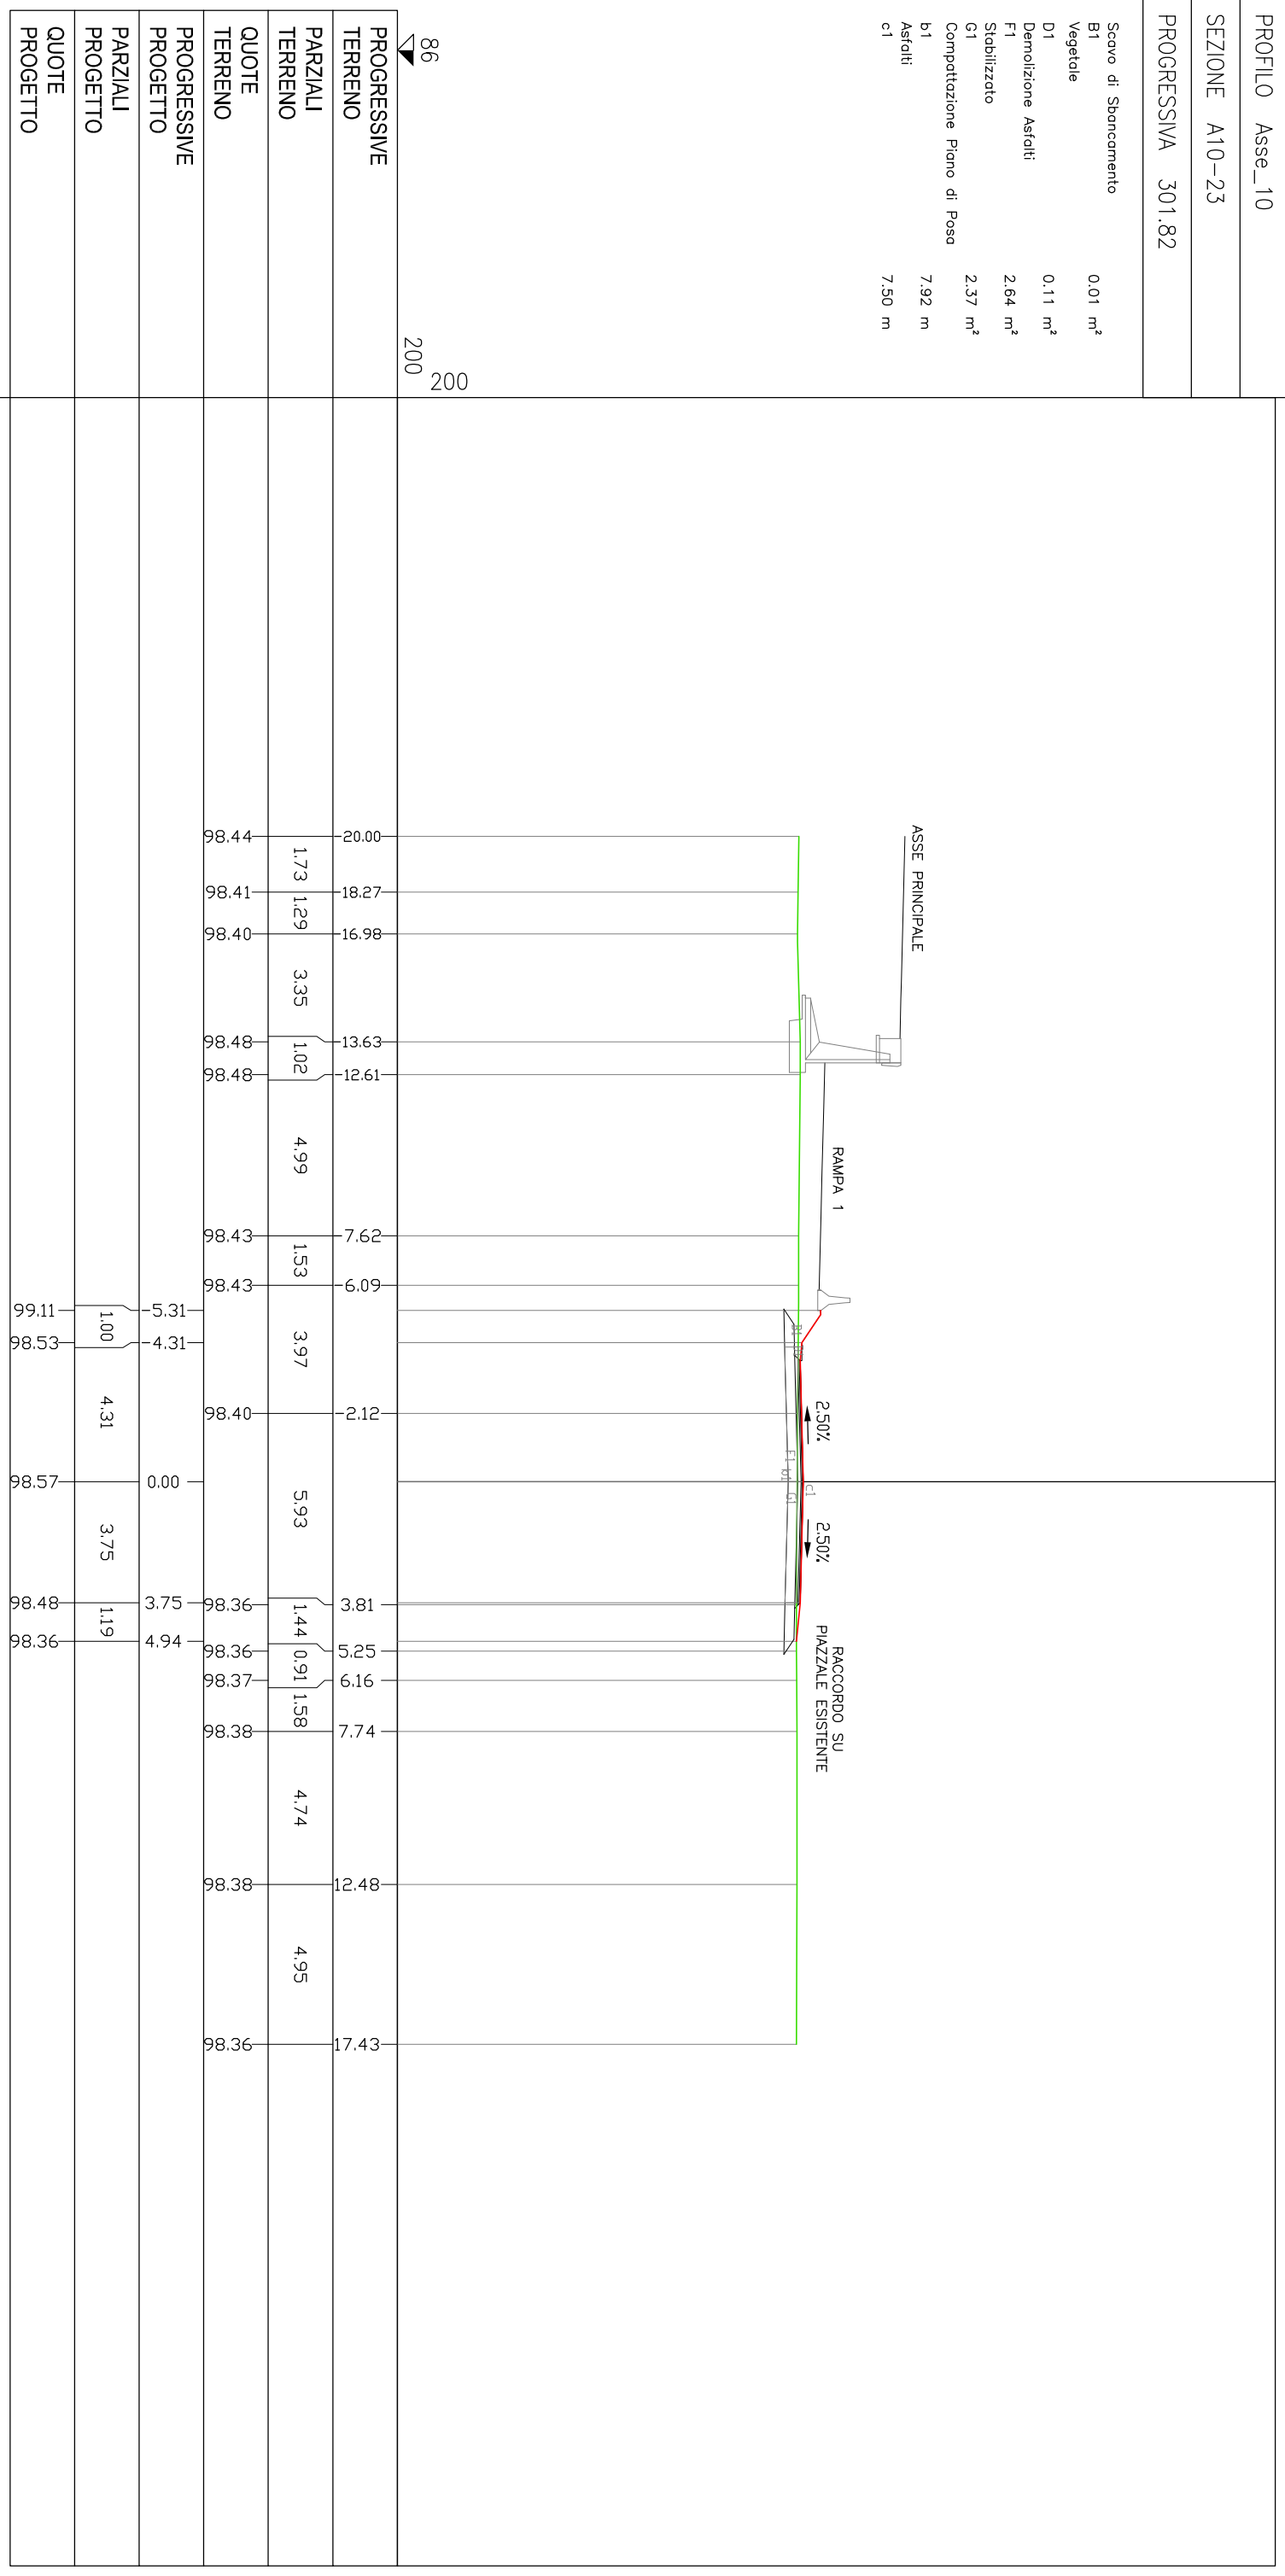 PROFILO Asse_10
SEZIONE A10-23
PROGRESSIVA 301.82
Scavo di Sbancamento
B1 0.01 m²
Vegetale
D1 0.11 m²
Demolizione Asfalti
F1 2.64 m²
Stabilizzato
G1 2.37 m²
Compattazione Piano di Posa
b1 7.92 m
Asfalti
c1 7.50 m
ASSE PRINCIPALE
RAMPA 1
2.50%
2.50%
RACCORDO SU
PIAZZALE ESISTENTE
B1
F1 b1 G1
c1
200
200
86
PROGRESSIVE
TERRENO
-20.00 -18.27 -16.98 -13.63 -12.61 -7.62 -6.09 -2.12 3.81 5.25 6.16 7.74 12.48 17.43
PARZIALI
TERRENO
1.73 1.29 3.35 1.02 4.99 1.53 3.97 5.93 1.44 0.91 1.58 4.74 4.95
QUOTE
TERRENO
98.44 98.41 98.40 98.48 98.48 98.43 98.43 98.40 98.36 98.36 98.37 98.38 98.38 98.36
PROGRESSIVE
PROGETTO
-5.31 -4.31 0.00 3.75 4.94
PARZIALI
PROGETTO
1.00 4.31 3.75 1.19
QUOTE
PROGETTO
99.11 98.53 98.57 98.48 98.36